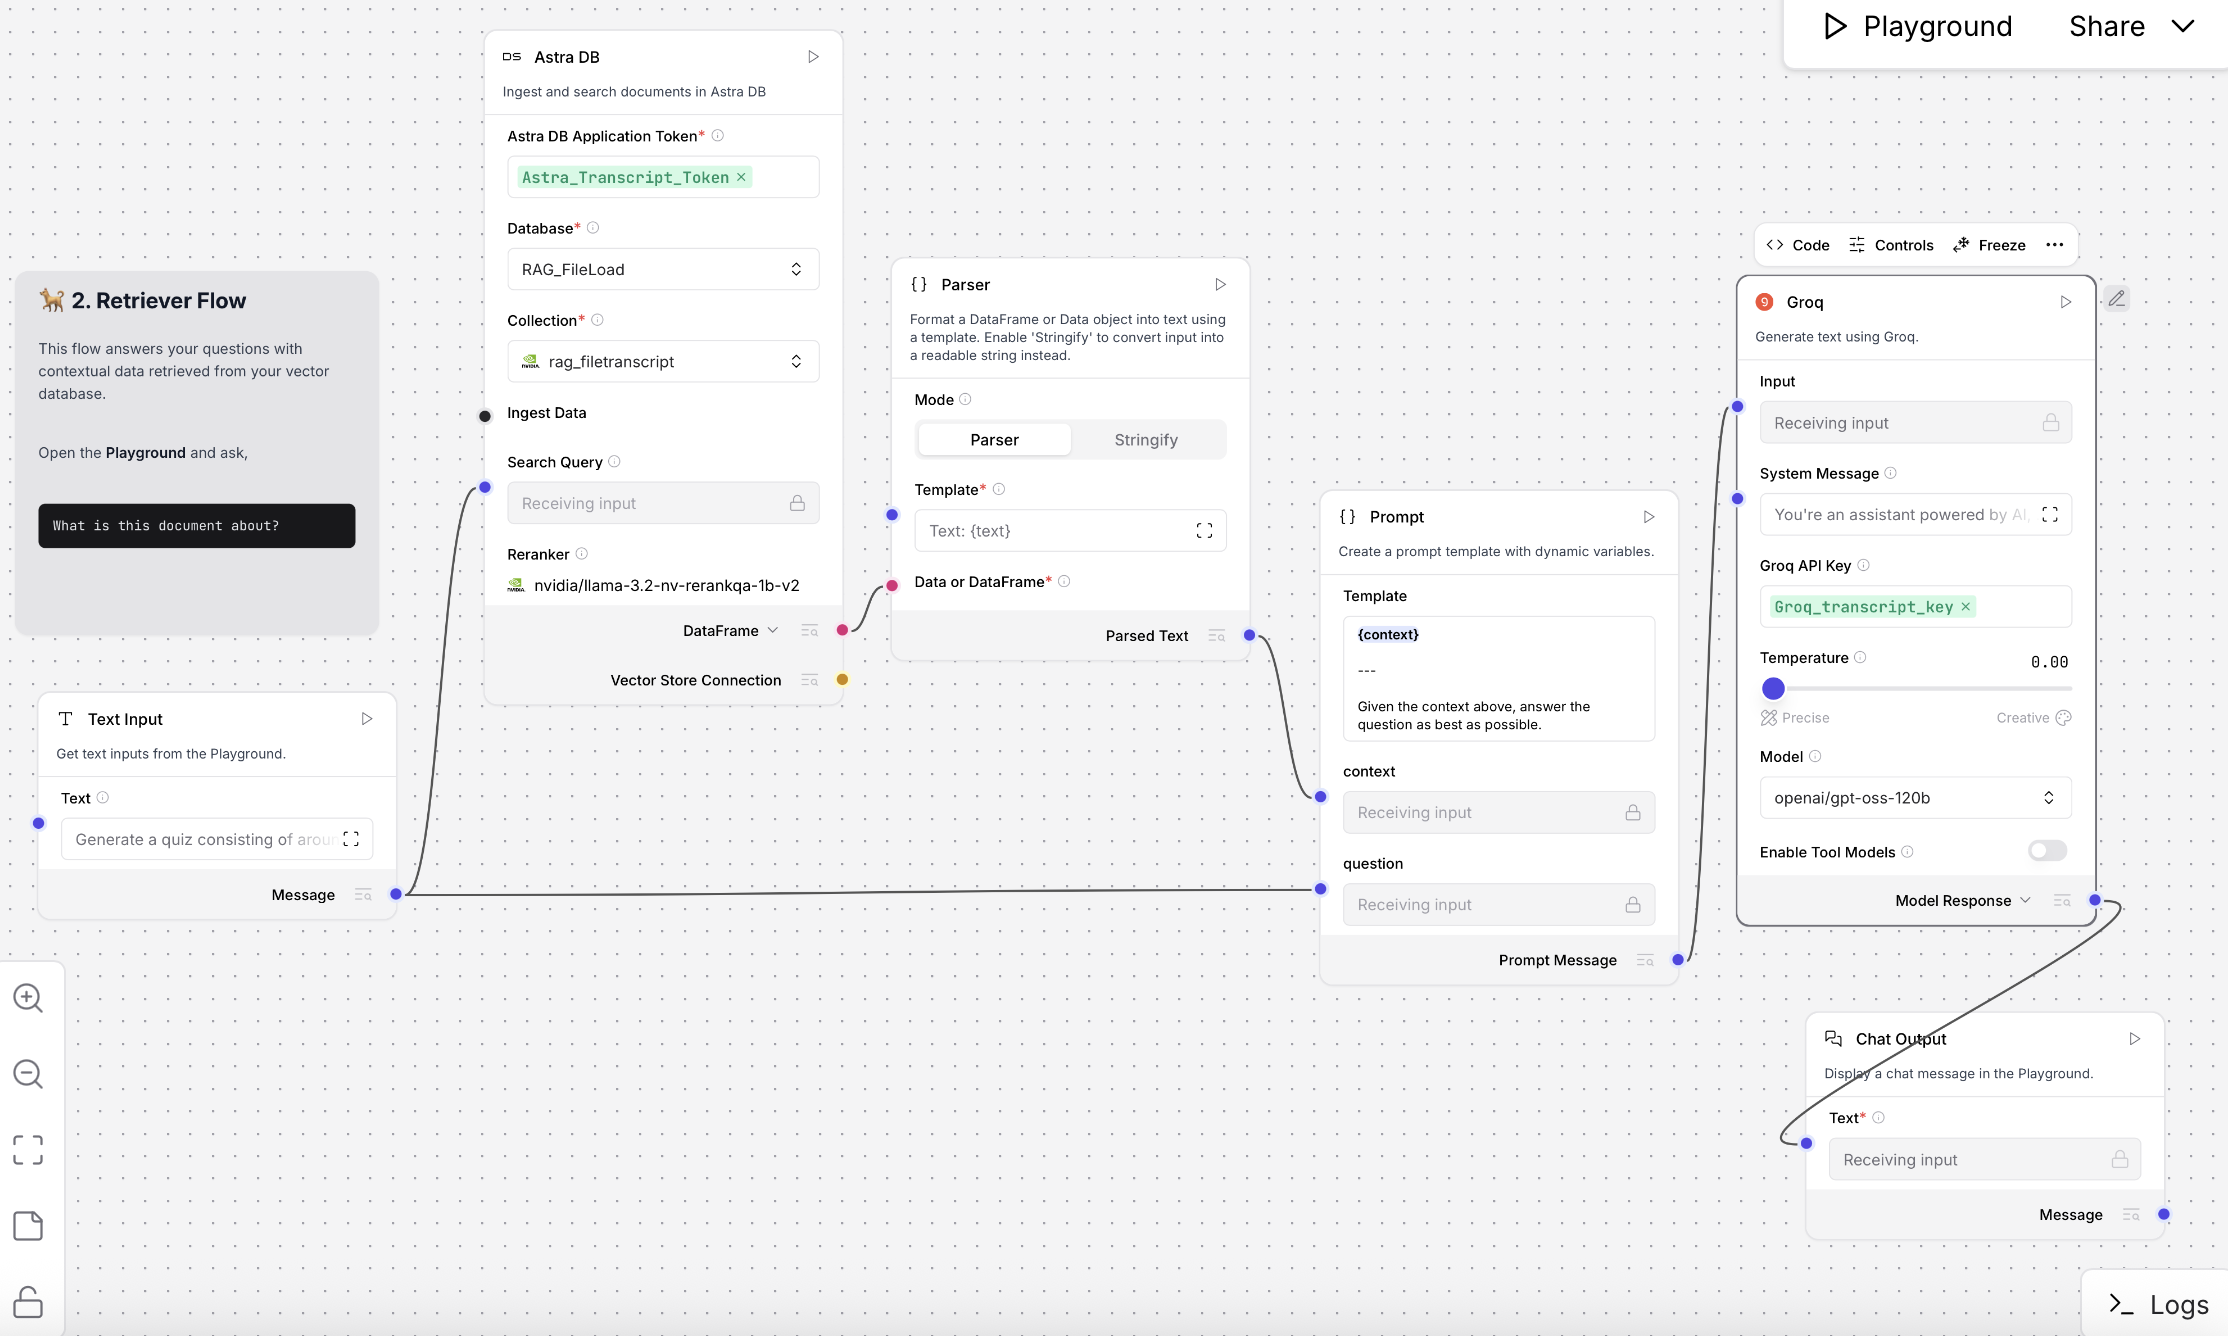 Playground
Share
DS Astra DB
Ingest and search documents in Astra DB
Astra DB Application Token*
Astra_Transcript_Token ×
Database*
RAG_FileLoad
Collection*
NVIDIA. rag_filetranscript
Ingest Data
Search Query
Receiving input
Reranker
NVIDIA. nvidia/llama-3.2-nv-rerankqa-1b-v2
DataFrame
Vector Store Connection
2. Retriever Flow
This flow answers your questions with
contextual data retrieved from your vector
database.
Open the Playground and ask,
What is this document about?
Text Input
Get text inputs from the Playground.
Text
Generate a quiz consisting of arou
Message
{} Parser
Format a DataFrame or Data object into text using
a template. Enable 'Stringify' to convert input into
a readable string instead.
Mode
Parser
Stringify
Template*
Text: {text}
Data or DataFrame*
Parsed Text
{} Prompt
Create a prompt template with dynamic variables.
Template
{context}
---
Given the context above, answer the
question as best as possible.
context
Receiving input
question
Receiving input
Prompt Message
Code
Controls
Freeze
9 Groq
Generate text using Groq.
Input
Receiving input
System Message
You're an assistant powered by AI,
Groq API Key
Groq_transcript_key ×
Temperature
0.00
Precise
Creative
Model
openai/gpt-oss-120b
Enable Tool Models
Model Response
Chat Output
Display a chat message in the Playground.
Text*
Receiving input
Message
Logs